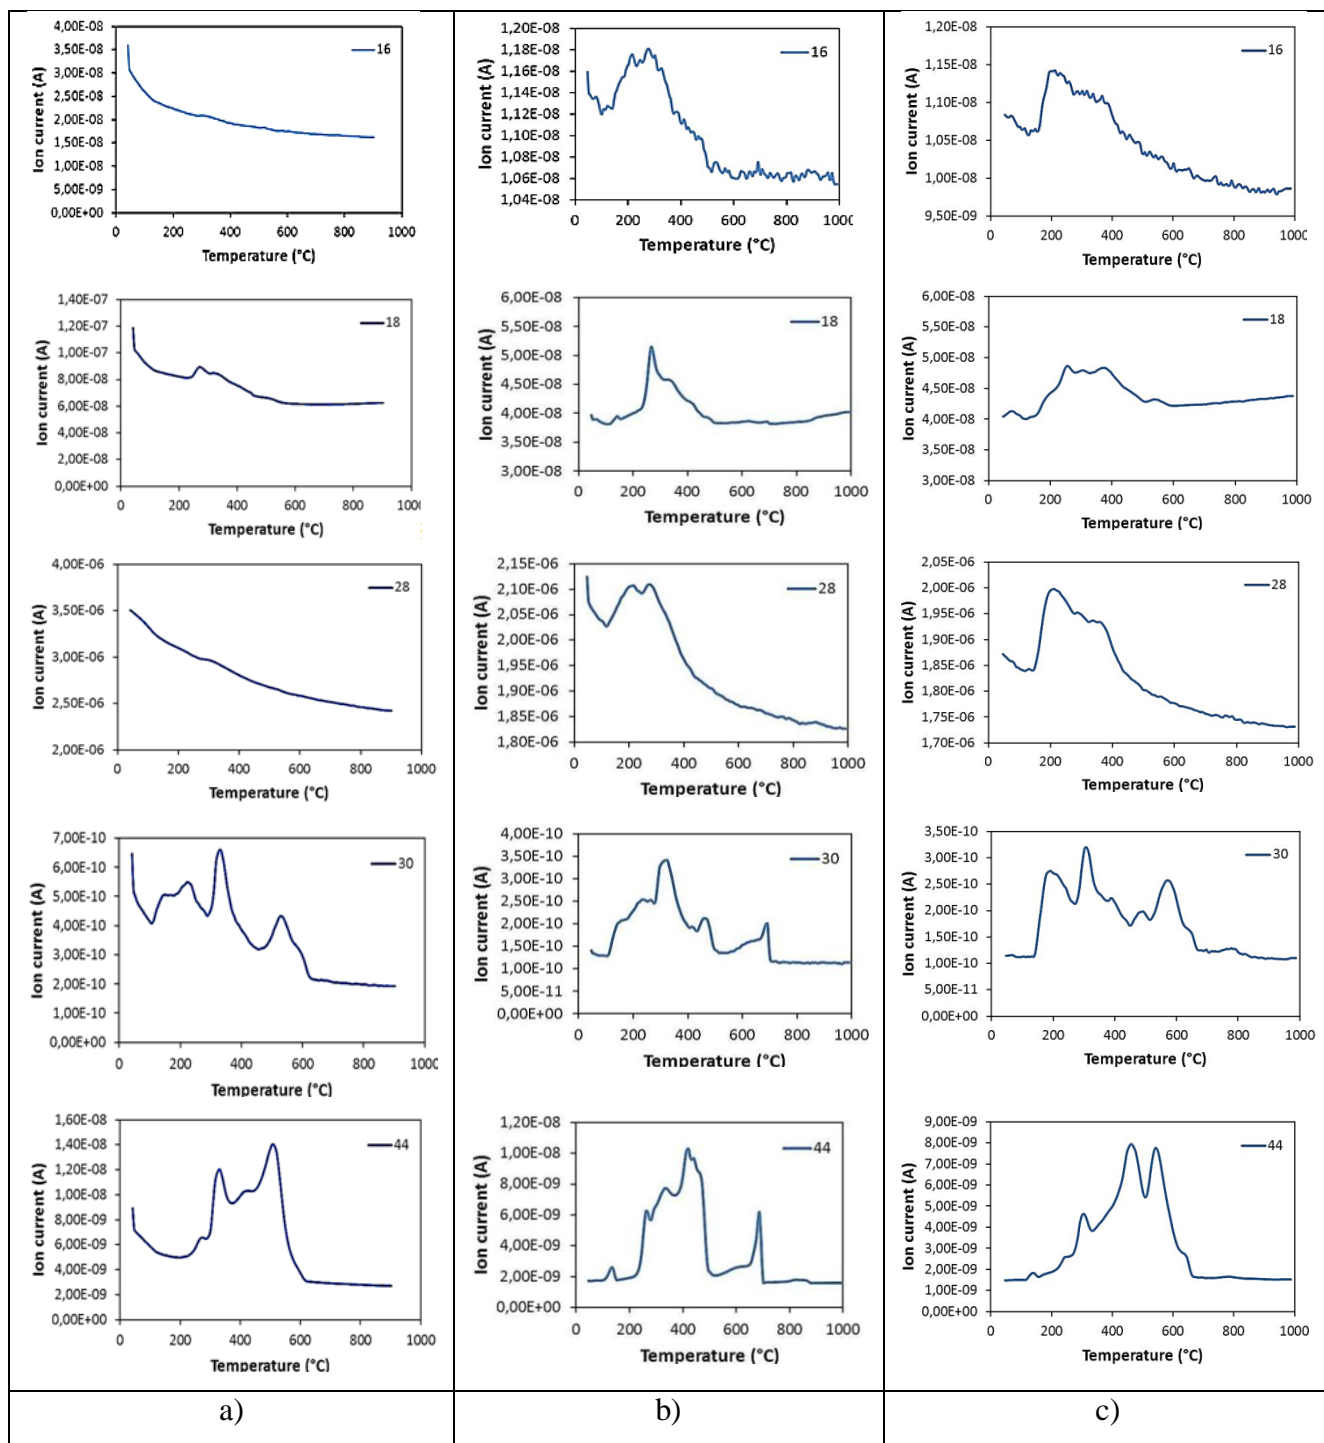 4,00E-08
3,50E-08
3,00E-08
2,50E-08
2,00E-08
1,50E-08
1,00E-08
5,00E-09
0,00E+00
Ion current (A)
16
0 200 400 600 800 1000
Temperature (°C)
1,20E-08
1,18E-08
1,16E-08
1,14E-08
1,12E-08
1,10E-08
1,08E-08
1,06E-08
1,04E-08
Ion current (A)
16
0 200 400 600 800 1000
Temperature (°C)
1,20E-08
1,15E-08
1,10E-08
1,05E-08
1,00E-08
9,50E-09
Ion current (A)
16
0 200 400 600 800 1000
Temperature (°C)
1,40E-07
1,20E-07
1,00E-07
8,00E-08
6,00E-08
4,00E-08
2,00E-08
0,00E+00
Ion current (A)
18
0 200 400 600 800 1000
Temperature (°C)
6,00E-08
5,50E-08
5,00E-08
4,50E-08
4,00E-08
3,50E-08
3,00E-08
Ion current (A)
18
0 200 400 600 800 1000
Temperature (°C)
6,00E-08
5,50E-08
5,00E-08
4,50E-08
4,00E-08
3,50E-08
3,00E-08
Ion current (A)
18
0 200 400 600 800 1000
Temperature (°C)
4,00E-06
3,50E-06
3,00E-06
2,50E-06
2,00E-06
Ion current (A)
28
0 200 400 600 800 1000
Temperature (°C)
2,15E-06
2,10E-06
2,05E-06
2,00E-06
1,95E-06
1,90E-06
1,85E-06
1,80E-06
Ion current (A)
28
0 200 400 600 800 1000
Temperature (°C)
2,05E-06
2,00E-06
1,95E-06
1,90E-06
1,85E-06
1,80E-06
1,75E-06
1,70E-06
Ion current (A)
28
0 200 400 600 800 1000
Temperature (°C)
7,00E-10
6,00E-10
5,00E-10
4,00E-10
3,00E-10
2,00E-10
1,00E-10
0,00E+00
Ion current (A)
30
0 200 400 600 800 1000
Temperature (°C)
4,00E-10
3,50E-10
3,00E-10
2,50E-10
2,00E-10
1,50E-10
1,00E-10
5,00E-11
0,00E+00
Ion current (A)
30
0 200 400 600 800 1000
Temperature (°C)
3,50E-10
3,00E-10
2,50E-10
2,00E-10
1,50E-10
1,00E-10
5,00E-11
0,00E+00
Ion current (A)
30
0 200 400 600 800 1000
Temperature (°C)
1,60E-08
1,40E-08
1,20E-08
1,00E-08
8,00E-09
6,00E-09
4,00E-09
2,00E-09
0,00E+00
Ion current (A)
44
0 200 400 600 800 1000
Temperature (°C)
1,20E-08
1,00E-08
8,00E-09
6,00E-09
4,00E-09
2,00E-09
0,00E+00
Ion current (A)
44
0 200 400 600 800 1000
Temperature (°C)
9,00E-09
8,00E-09
7,00E-09
6,00E-09
5,00E-09
4,00E-09
3,00E-09
2,00E-09
1,00E-09
0,00E+00
Ion current (A)
44
0 200 400 600 800 1000
Temperature (°C)
a) b) c)